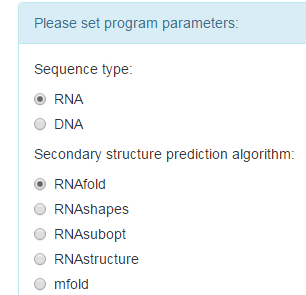 Please set program parameters:
Sequence type:
RNA
DNA
Secondary structure prediction algorithm:
RNAfold
RNAshapes
RNAsubopt
RNAstructure
mfold